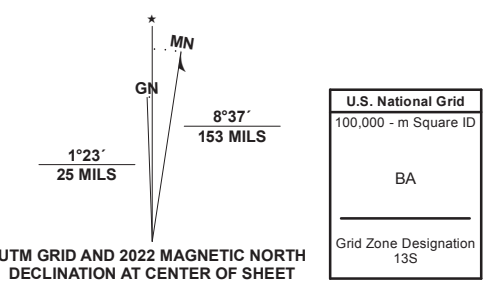 ★
MN
GN
8°37´
153 MILS
1°23´
25 MILS
UTM GRID AND 2022 MAGNETIC NORTH
DECLINATION AT CENTER OF SHEET
U.S. National Grid
100,000 - m Square ID
BA
Grid Zone Designation
13S